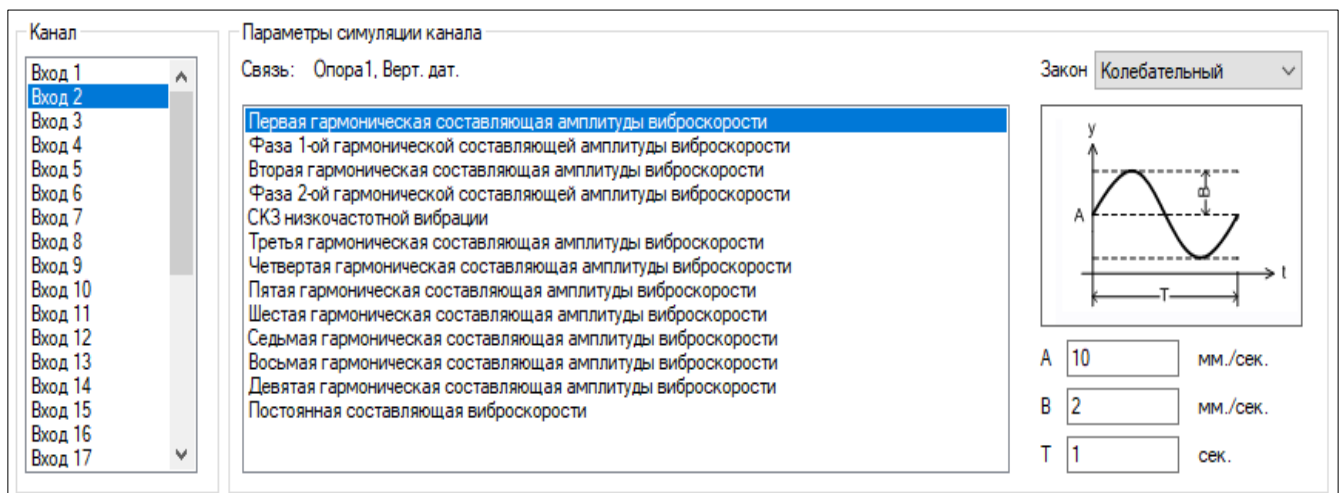 Канал
Вход 1
Вход 2
Вход 3
Вход 4
Вход 5
Вход 6
Вход 7
Вход 8
Вход 9
Вход 10
Вход 11
Вход 12
Вход 13
Вход 14
Вход 15
Вход 16
Вход 17
Параметры симуляции канала
Связь: Опора1, Верт. дат.
Первая гармоническая составляющая амплитуды виброскорости
Фаза 1-ой гармонической составляющей амплитуды виброскорости
Вторая гармоническая составляющая амплитуды виброскорости
Фаза 2-ой гармонической составляющей амплитуды виброскорости
СКЗ низкочастотной вибрации
Третья гармоническая составляющая амплитуды виброскорости
Четвертая гармоническая составляющая амплитуды виброскорости
Пятая гармоническая составляющая амплитуды виброскорости
Шестая гармоническая составляющая амплитуды виброскорости
Седьмая гармоническая составляющая амплитуды виброскорости
Восьмая гармоническая составляющая амплитуды виброскорости
Девятая гармоническая составляющая амплитуды виброскорости
Постоянная составляющая виброскорости
Закон Колебательный
y
B
A
t
T
A 10 мм./сек.
B 2 мм./сек.
T 1 сек.